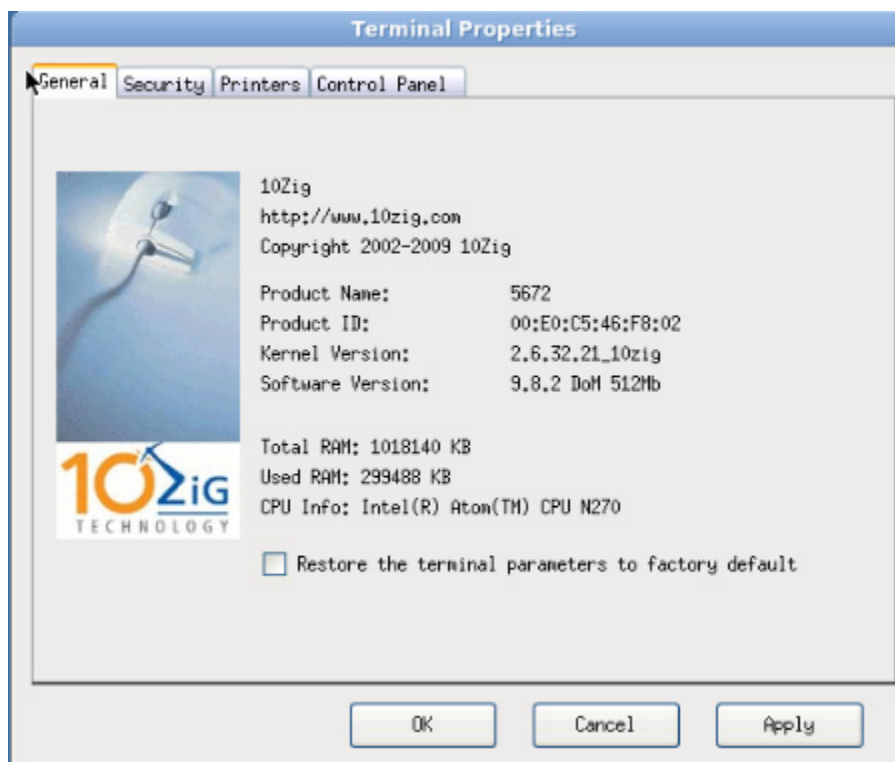 Terminal Properties
General Security Printers Control Panel
10Zig
http://www.10zig.com
Copyright 2002-2009 10Zig
Product Name: 5672
Product ID: 00:E0:C5:46:F8:02
Kernel Version: 2.6.32.21_10zig
Software Version: 9.8.2 DoM 512Mb
Total RAM: 1018140 KB
Used RAM: 299488 KB
CPU Info: Intel(R) Atom(TM) CPU N270
10ZiG
TECHNOLOGY
Restore the terminal parameters to factory default
OK Cancel Apply